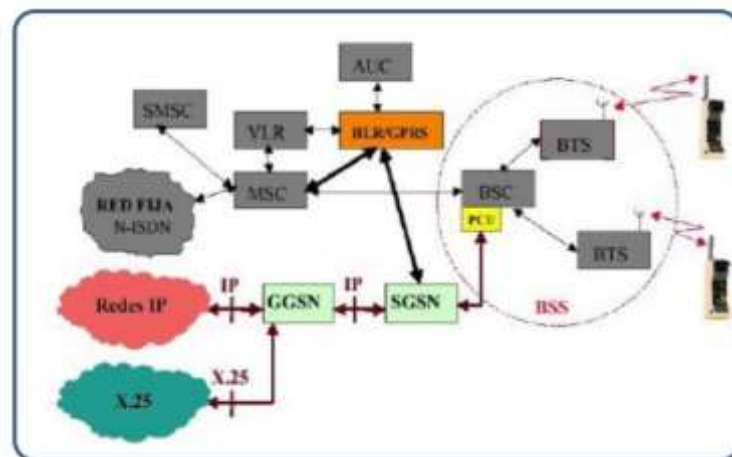 AUC
SMSC
VLR
HLR/GPRS
BTS
RED FIJA
N-ISDN
MSC
BSC
PCU
BTS
IP
IP
Redes IP
GGSN
SGSN
BSS
X.25
X.25